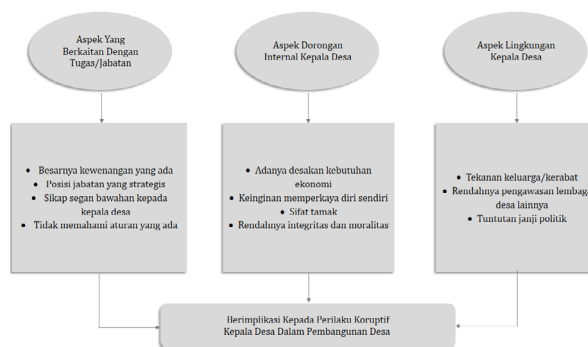 Aspek Yang
Berkaitan Dengan
Tugas/Jabatan
Aspek Dorongan
Internal Kepala Desa
Aspek Lingkungan
Kepala Desa
• Besarnya kewenangan yang ada
• Posisi jabatan yang strategis
• Sikap segan bawahan kepada
kepala desa
• Tidak memahami aturan yang ada
• Adanya desakan kebutuhan
ekonomi
• Keinginan memperkaya diri sendiri
• Sifat tamak
• Rendahnya integritas dan moralitas
• Tekanan keluarga/kerabat
• Rendahnya pengawasan lembaga
desa lainnya
• Tuntutan janji politik
Berimplikasi Kepada Perilaku Koruptif
Kepala Desa Dalam Pembangunan Desa